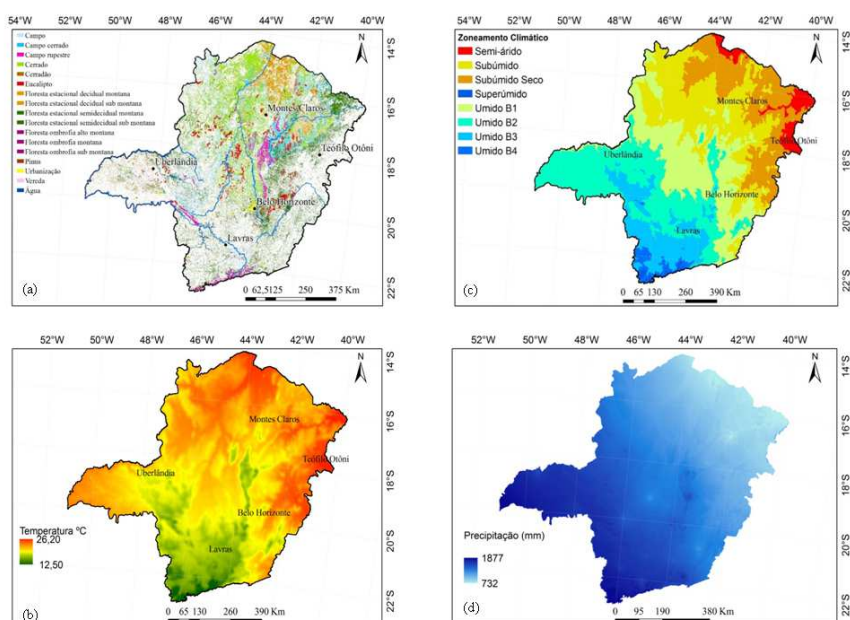 54°W 52°W 50°W 48°W 46°W 44°W 42°W 40°W
Campo
Campo cerrado
Campo rupestre
Cerrado
Cerradão
Eucalipto
Floresta estacional decidual montana
Floresta estacional decidual sub montana
Floresta estacional semidecidual montana
Floresta estacional semidecidual sub montana
Floresta ombrofia alto montana
Floresta ombrofia montana
Floresta ombrofia sub montana
Pinus
Urbanização
Vereda
Água
Montes Claros
Teófilo Otôni
Uberlândia
Belo Horizonte
Lavras
N
14°S
16°S
18°S
20°S
22°S
(a)
0 62,5125 250 375 Km
52°W 50°W 48°W 46°W 44°W 42°W 40°W
Zoneamento Climático
Semi-árido
Subúmido
Subúmido Seco
Superúmido
Umido B1
Umido B2
Umido B3
Umido B4
Montes Claros
Teófilo Otôni
Uberlândia
Belo Horizonte
Lavras
N
14°S
16°S
18°S
20°S
22°S
(c)
0 65 130 260 390 Km
52°W 50°W 48°W 46°W 44°W 42°W 40°W
N
Montes Claros
Teófilo Otôni
Uberlândia
Belo Horizonte
Lavras
14°S
16°S
18°S
20°S
22°S
Temperatura ºC
26,20
12,50
(b)
0 65 130 260 390 Km
52°W 50°W 48°W 46°W 44°W 42°W 40°W
N
14°S
16°S
18°S
20°S
22°S
Precipitação (mm)
1877
732
(d)
0 95 190 380 Km